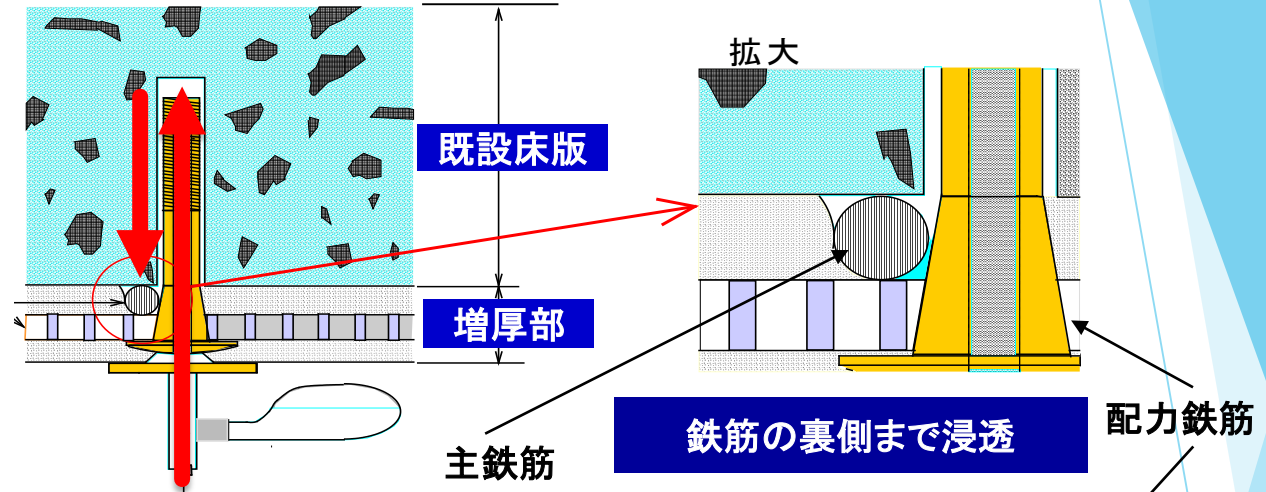 拡大
既設床版
増厚部
主鉄筋
鉄筋の裏側まで浸透
配力鉄筋